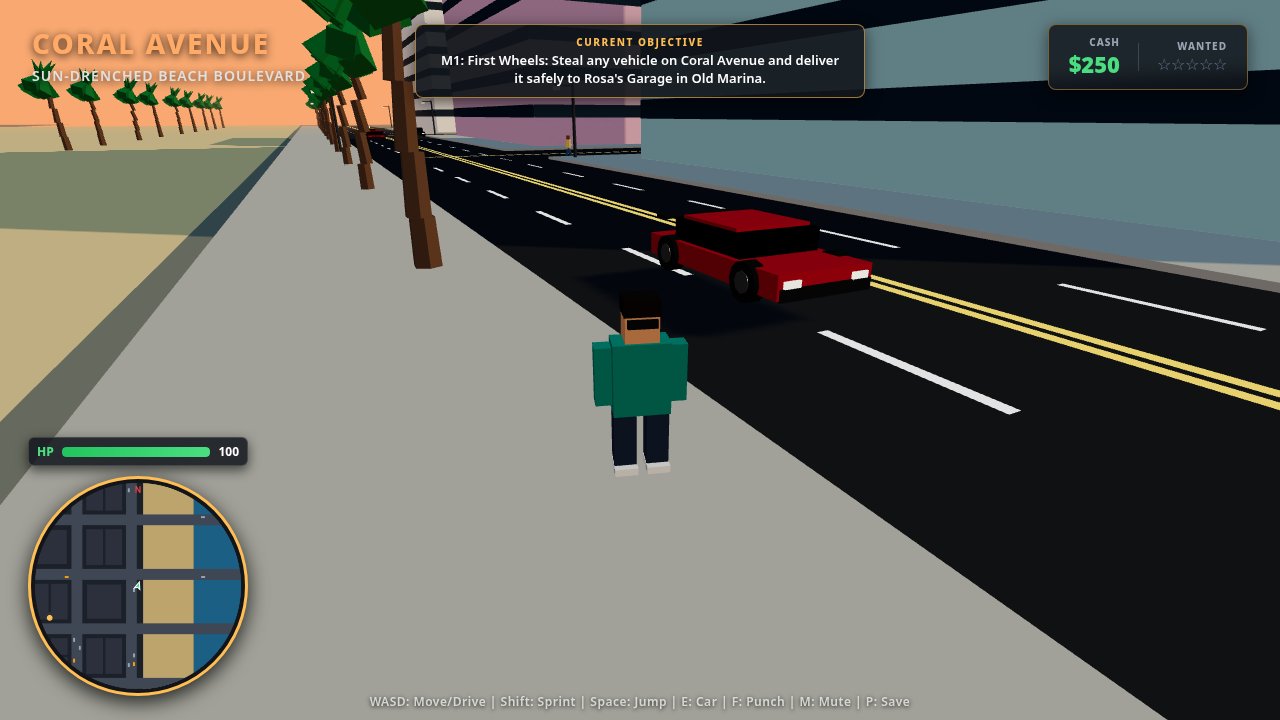 CORAL AVENUE
SUN-DRENCHED BEACH BOULEVARD
CURRENT OBJECTIVE
M1: First Wheels: Steal any vehicle on Coral Avenue and deliver
it safely to Rosa's Garage in Old Marina.
CASH
$250
WANTED
☆☆☆☆☆
HP
100
N
WASD: Move/Drive | Shift: Sprint | Space: Jump | E: Car | F: Punch | M: Mute | P: Save